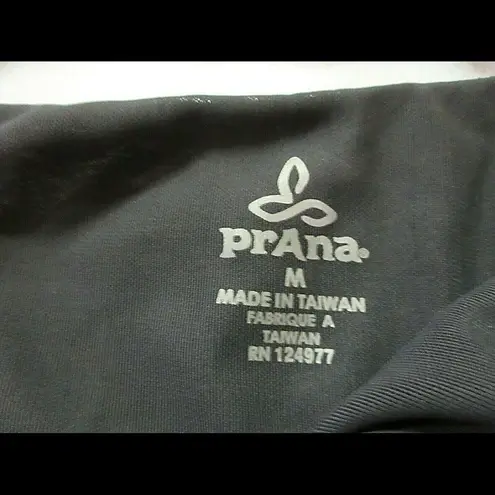 prAna®
M
MADE IN TAIWAN
FABRIQUE A
TAIWAN
RN 124977